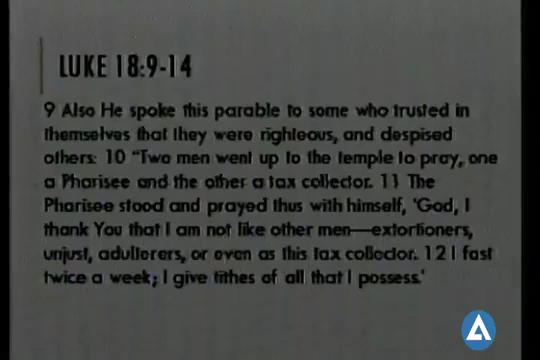 LUKE 18:9-14
9 Also He spoke this parable to some who trusted in
themselves that they were righteous, and despised
others: 10 "Two men went up to the temple to pray, one
a Pharisee and the other a tax collector. 11 The
Pharisee stood and prayed thus with himself, 'God, I
thank You that I am not like other men—extortioners,
unjust, adulterers, or even as this tax collector. 12 I fast
twice a week; I give tithes of all that I possess.'